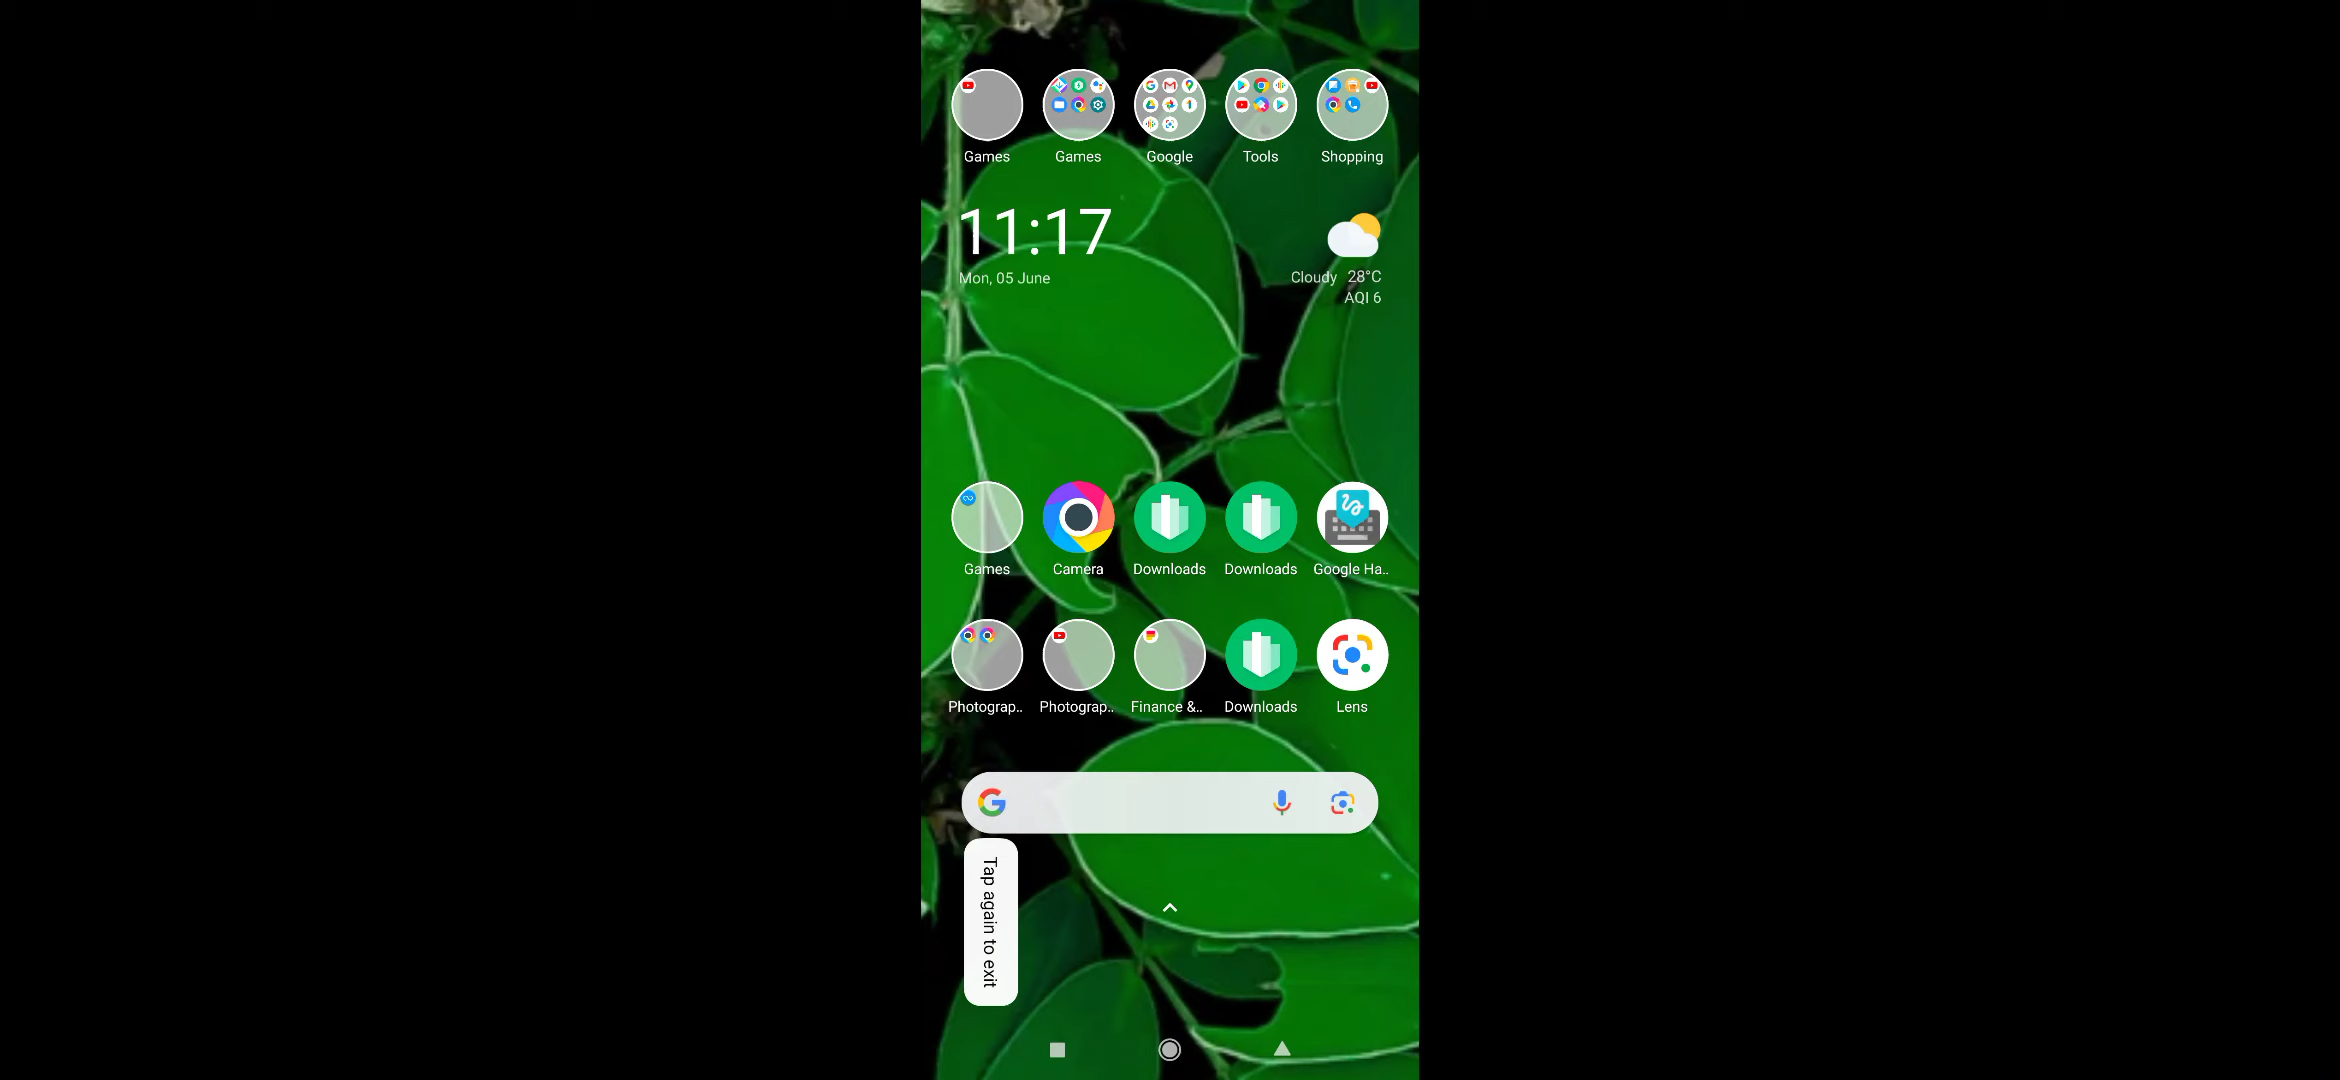 Games Games Google Tools Shopping
11:17
Mon, 05 June
Cloudy 28°C
AQI 6
Games Camera Downloads Downloads Google Ha..
Photograp.. Photograp.. Finance &.. Downloads Lens
Tap again to exit